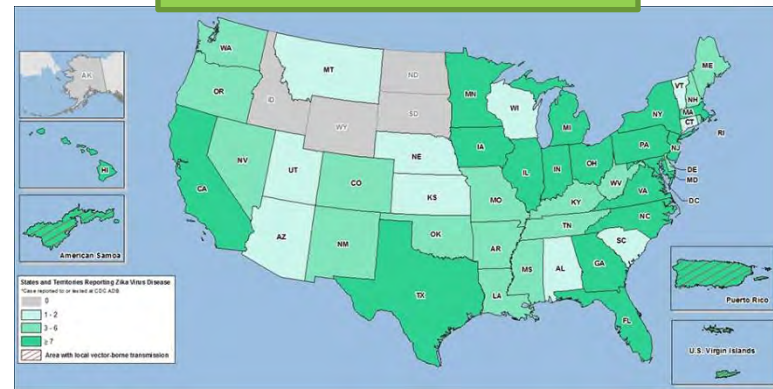 WA
MT
ND
ME
AK
OR
ID
MN
VT
NH
SD
WI
NY
MA
CT
RI
WY
MI
IA
PA
NJ
NE
NV
OH
DE
MD
HI
UT
IL
IN
CO
WV
VA
DC
CA
KS
MO
KY
NC
TN
AZ
NM
OK
AR
SC
American Samoa
MS
AL
GA
TX
LA
Puerto Rico
States and Territories Reporting Zika Virus Disease
*Case reported to or tested at CDC ADB
0
1 - 2
3 - 6
≥ 7
Area with local vector-borne transmission
FL
U.S. Virgin Islands